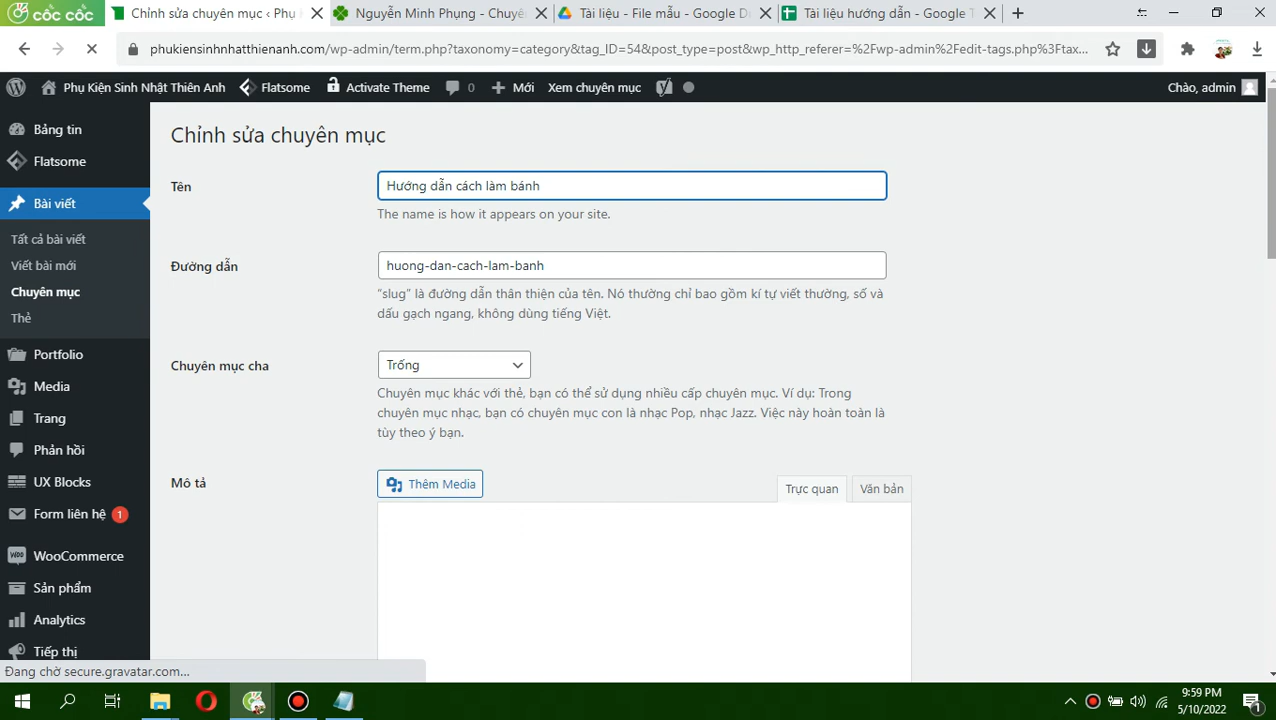 cốc cốc
Chỉnh sửa chuyên mục ‹ Phụ
Nguyễn Minh Phụng - Chuyê
Tài liệu - File mẫu - Google D
Tài liệu hướng dẫn - Google T
phukiensinhnhatthienanh.com/wp-admin/term.php?taxonomy=category&tag_ID=54&post_type=post&wp_http_referer=%2Fwp-admin%2Fedit-tags.php%3Ftax...
Phụ Kiện Sinh Nhật Thiên Anh
Flatsome
Activate Theme
0
Mới
Xem chuyên mục
Chào, admin
Bảng tin
Flatsome
Bài viết
Tất cả bài viết
Viết bài mới
Chuyên mục
Thẻ
Portfolio
Media
Trang
Phản hồi
UX Blocks
Form liên hệ 1
WooCommerce
Sản phẩm
Analytics
Tiếp thị
Chỉnh sửa chuyên mục
Tên
Hướng dẫn cách làm bánh
The name is how it appears on your site.
Đường dẫn
huong-dan-cach-lam-banh
“slug” là đường dẫn thân thiện của tên. Nó thường chỉ bao gồm kí tự viết thường, số và
dấu gạch ngang, không dùng tiếng Việt.
Chuyên mục cha
Trống
Chuyên mục khác với thẻ, bạn có thể sử dụng nhiều cấp chuyên mục. Ví dụ: Trong
chuyên mục nhạc, bạn có chuyên mục con là nhạc Pop, nhạc Jazz. Việc này hoàn toàn là
tùy theo ý bạn.
Mô tả
Thêm Media
Trực quan
Văn bản
Đang chờ secure.gravatar.com...
9:59 PM
5/10/2022
1